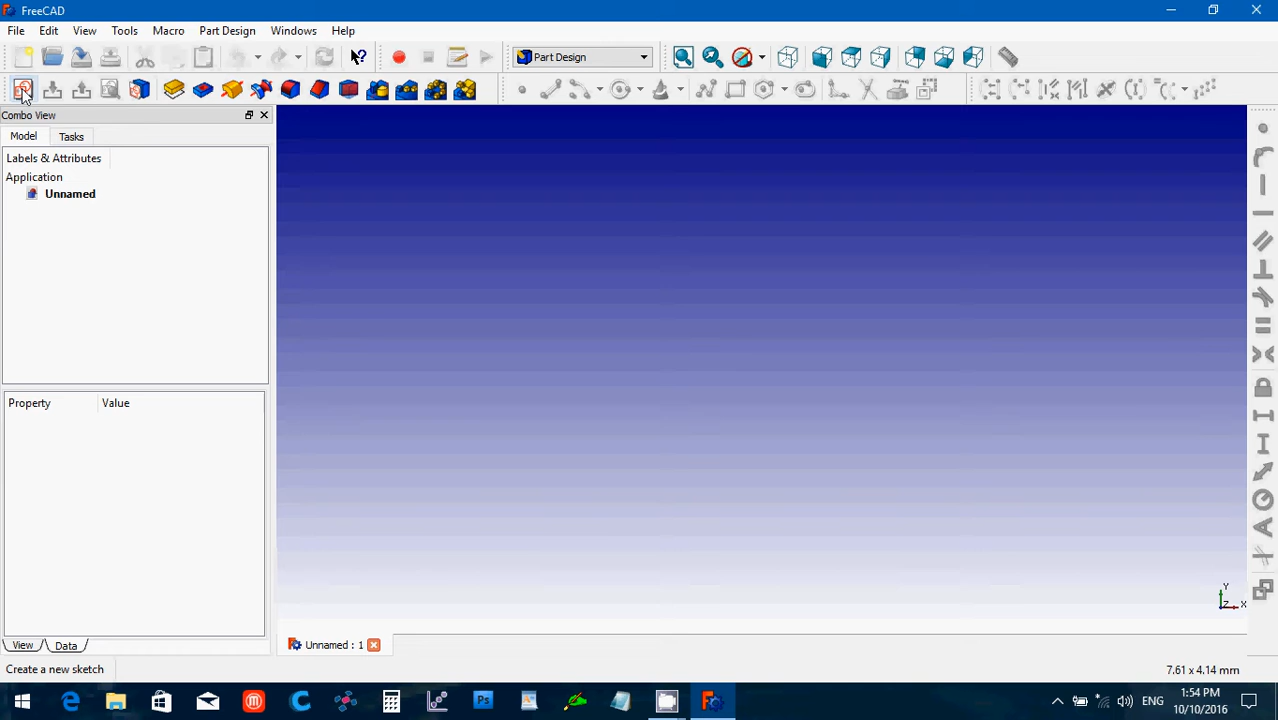 FreeCAD
File Edit View Tools Macro Part Design Windows Help
Part Design
Combo View
Model Tasks
Labels & Attributes
Application
Unnamed
Property Value
Y
Z X
View Data
Unnamed : 1
Create a new sketch
7.61 x 4.14 mm
Ps
ENG
1:54 PM
10/10/2016